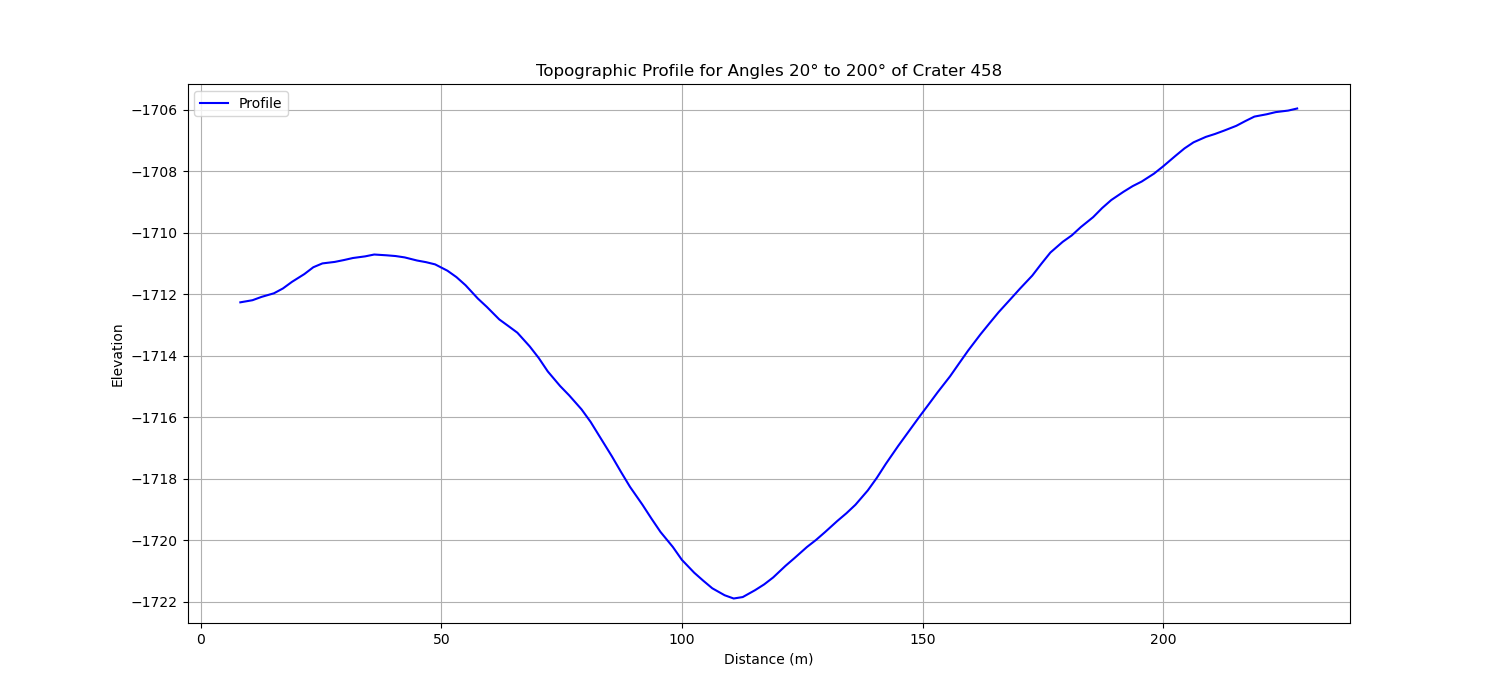 Topographic Profile for Angles 20° to 200° of Crater 458
Profile
−1706
−1708
−1710
−1712
−1714
−1716
−1718
−1720
−1722
Elevation
0 50 100 150 200
Distance (m)